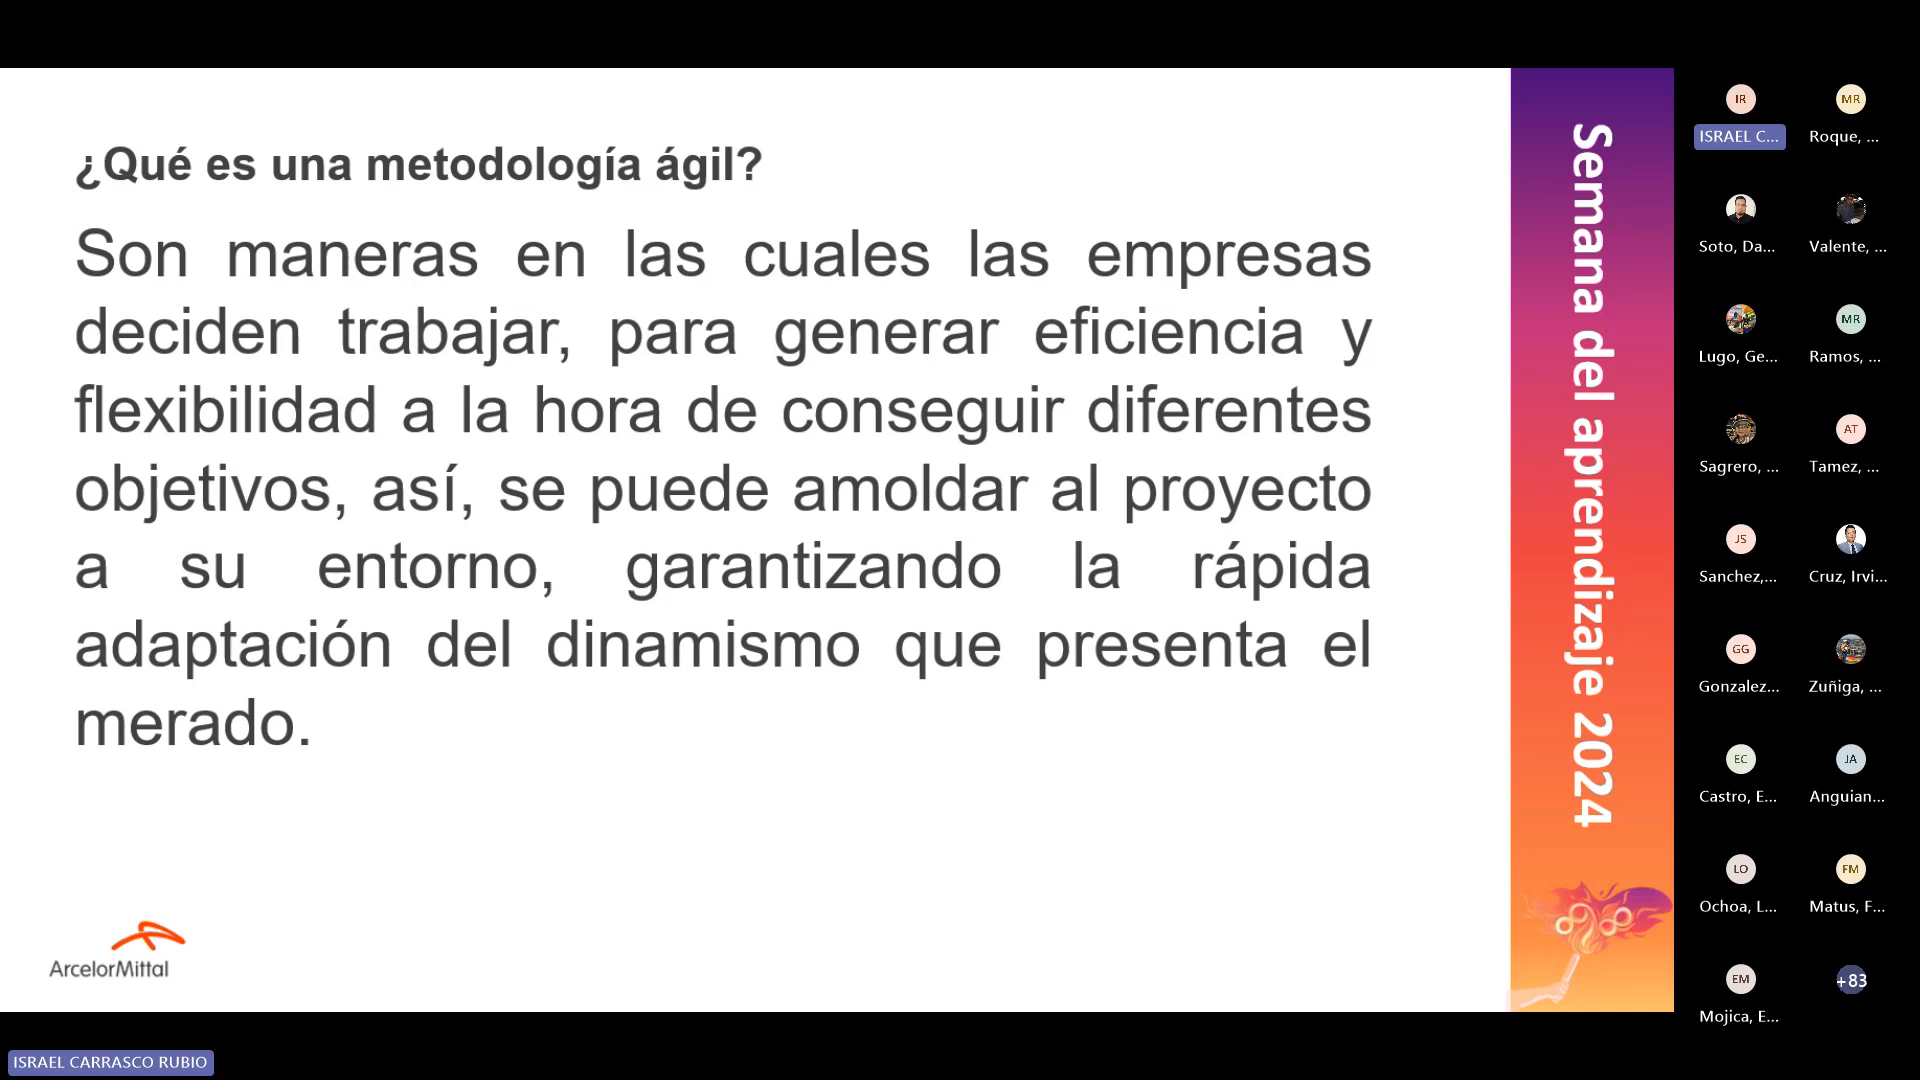 ¿Qué es una metodología ágil?
Son maneras en las cuales las empresas
deciden trabajar, para generar eficiencia y
flexibilidad a la hora de conseguir diferentes
objetivos, así, se puede amoldar al proyecto
a su entorno, garantizando la rápida
adaptación del dinamismo que presenta el
merado.
ArcelorMittal
Semana del aprendizaje 2024
IR
ISRAEL C...
MR
Roque, ...
Soto, Da...
Valente, ...
Lugo, Ge...
MR
Ramos, ...
Sagrero, ...
AT
Tamez, ...
JS
Sanchez,...
Cruz, Irvi...
GG
Gonzalez...
Zuñiga, ...
EC
Castro, E...
JA
Anguian...
LO
Ochoa, L...
FM
Matus, F...
EM
Mojica, E...
+83
ISRAEL CARRASCO RUBIO